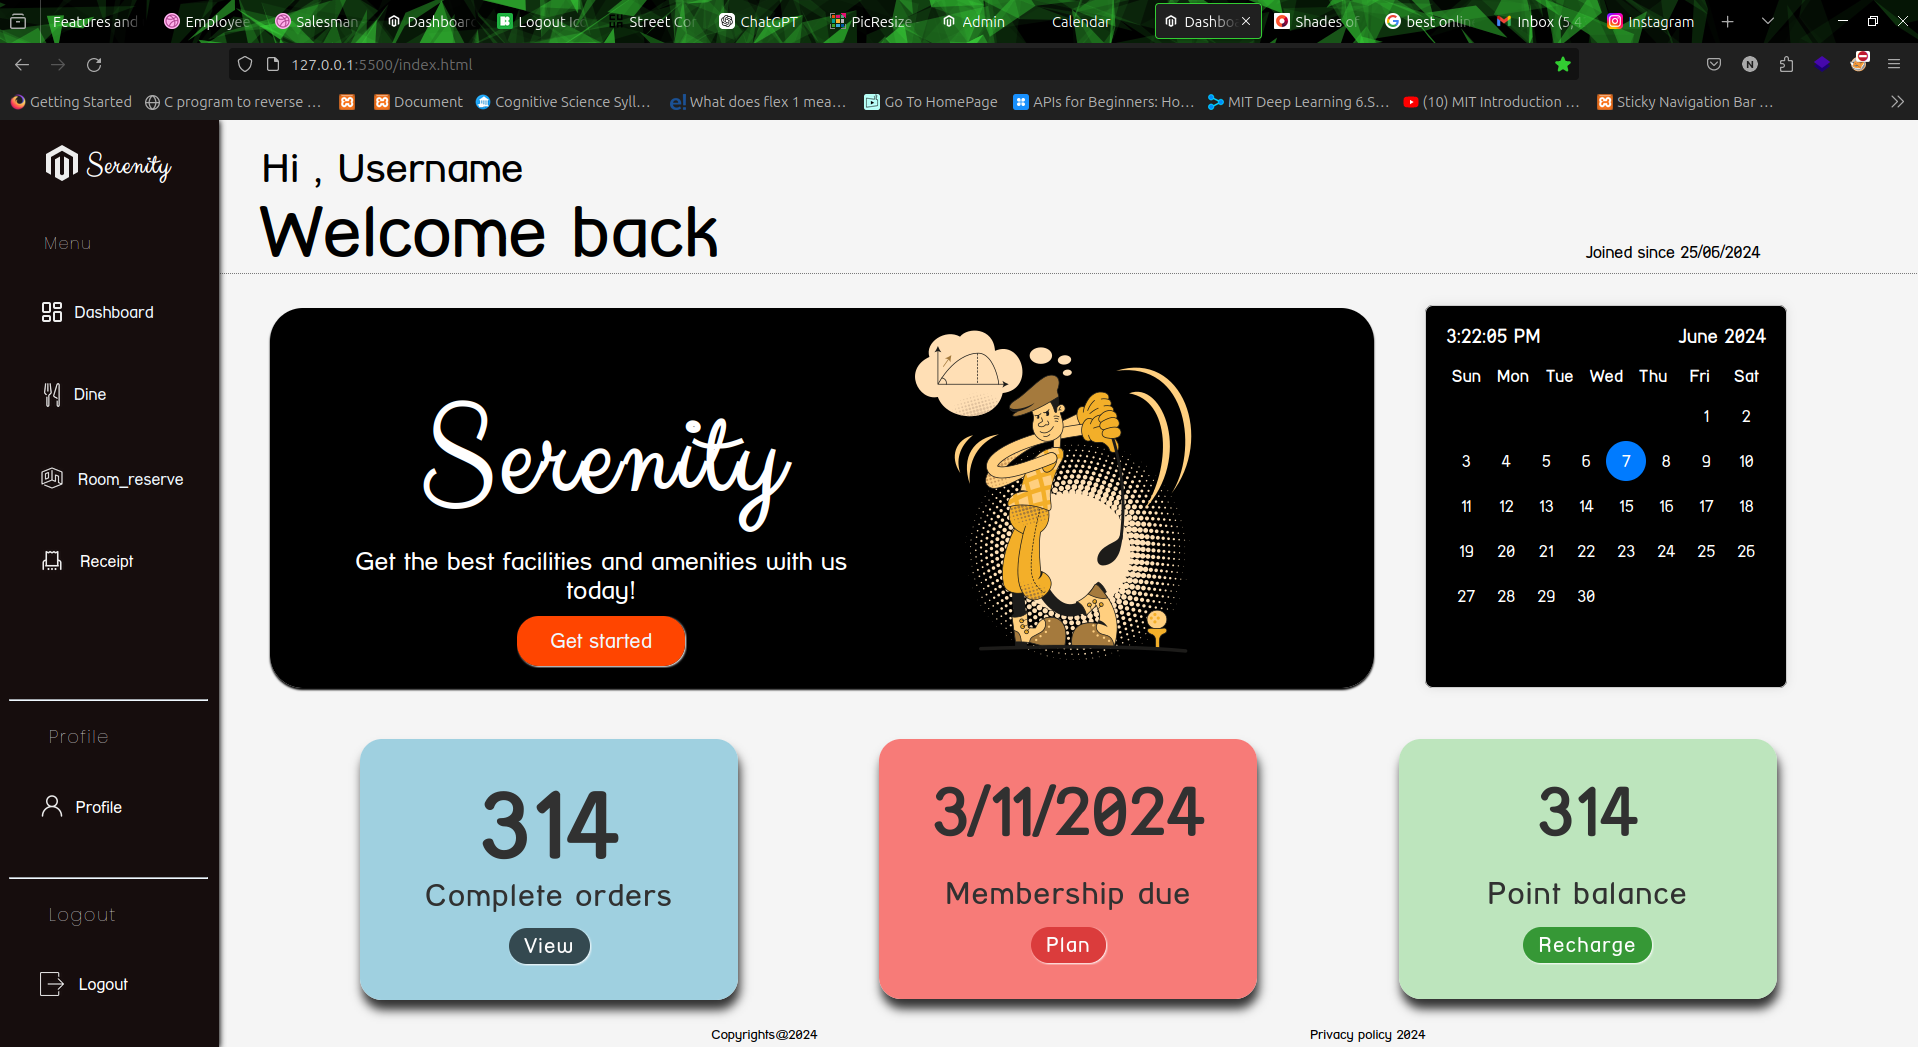 Features and
Employee
Salesman
Dashboar
Logout Ico
Street Cor
ChatGPT
PicResize
Admin
Calendar
Dashbo
Shades of
best onlin
Inbox (5,4
Instagram
127.0.0.1:5500/index.html
Getting Started
C program to reverse …
Document
Cognitive Science Syll…
What does flex 1 mea…
Go To HomePage
APIs for Beginners: Ho…
MIT Deep Learning 6.S…
(10) MIT Introduction …
Sticky Navigation Bar …
Serenity
Menu
Dashboard
Dine
Room_reserve
Receipt
Profile
Profile
Logout
Logout
Hi , Username
Welcome back
Joined since 25/06/2024
Serenity
Get the best facilities and amenities with us
today!
Get started
3:22:05 PM June 2024
Sun Mon Tue Wed Thu Fri Sat
1 2
3 4 5 6 7 8 9 10
11 12 13 14 15 16 17 18
19 20 21 22 23 24 25 26
27 28 29 30
314
Complete orders
View
3/11/2024
Membership due
Plan
314
Point balance
Recharge
Copyrights@2024
Privacy policy 2024